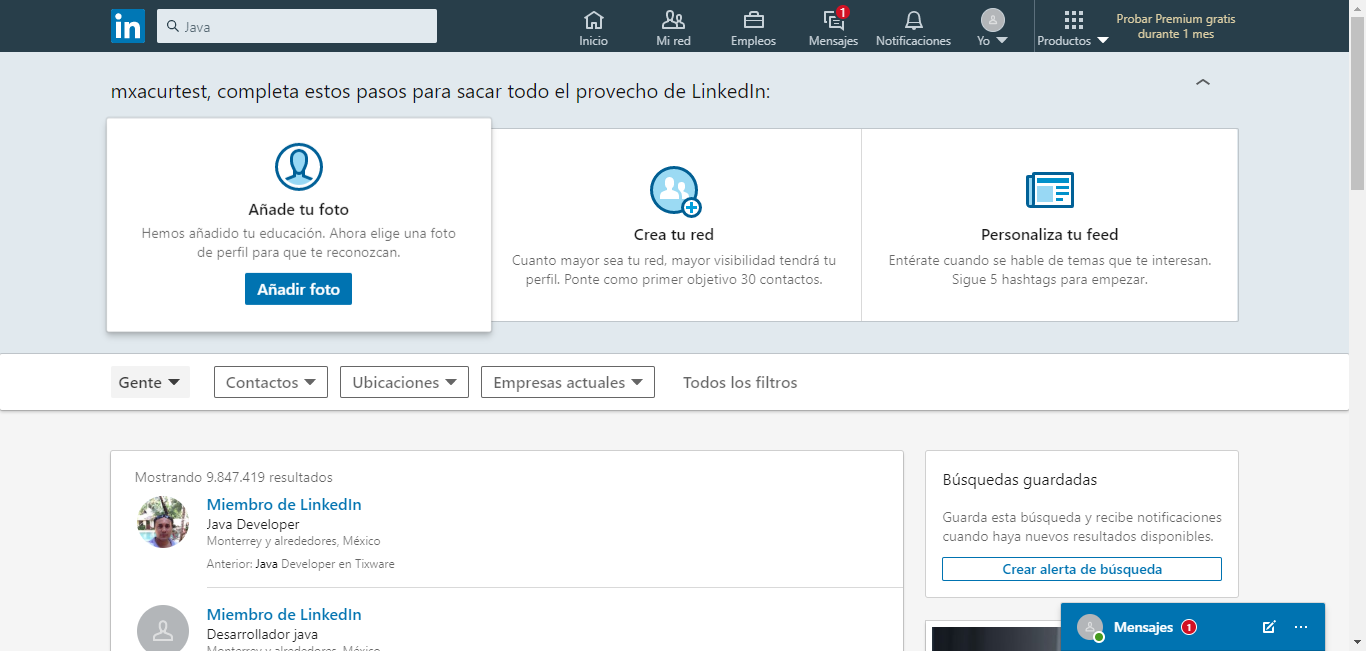 in
Java
Inicio
Mi red
Empleos
1
Mensajes
Notificaciones
Yo
Productos
Probar Premium gratis
durante 1 mes
mxacurtest, completa estos pasos para sacar todo el provecho de LinkedIn:
Añade tu foto
Hemos añadido tu educación. Ahora elige una foto
de perfil para que te reconozcan.
Añadir foto
Crea tu red
Cuanto mayor sea tu red, mayor visibilidad tendrá tu
perfil. Ponte como primer objetivo 30 contactos.
Personaliza tu feed
Entérate cuando se hable de temas que te interesan.
Sigue 5 hashtags para empezar.
Gente
Contactos
Ubicaciones
Empresas actuales
Todos los filtros
Mostrando 9.847.419 resultados
Miembro de LinkedIn
Java Developer
Monterrey y alrededores, México
Anterior: Java Developer en Tixware
Miembro de LinkedIn
Desarrollador java
Monterrey y alrededores, México
Búsquedas guardadas
Guarda esta búsqueda y recibe notificaciones
cuando haya nuevos resultados disponibles.
Crear alerta de búsqueda
Mensajes 1